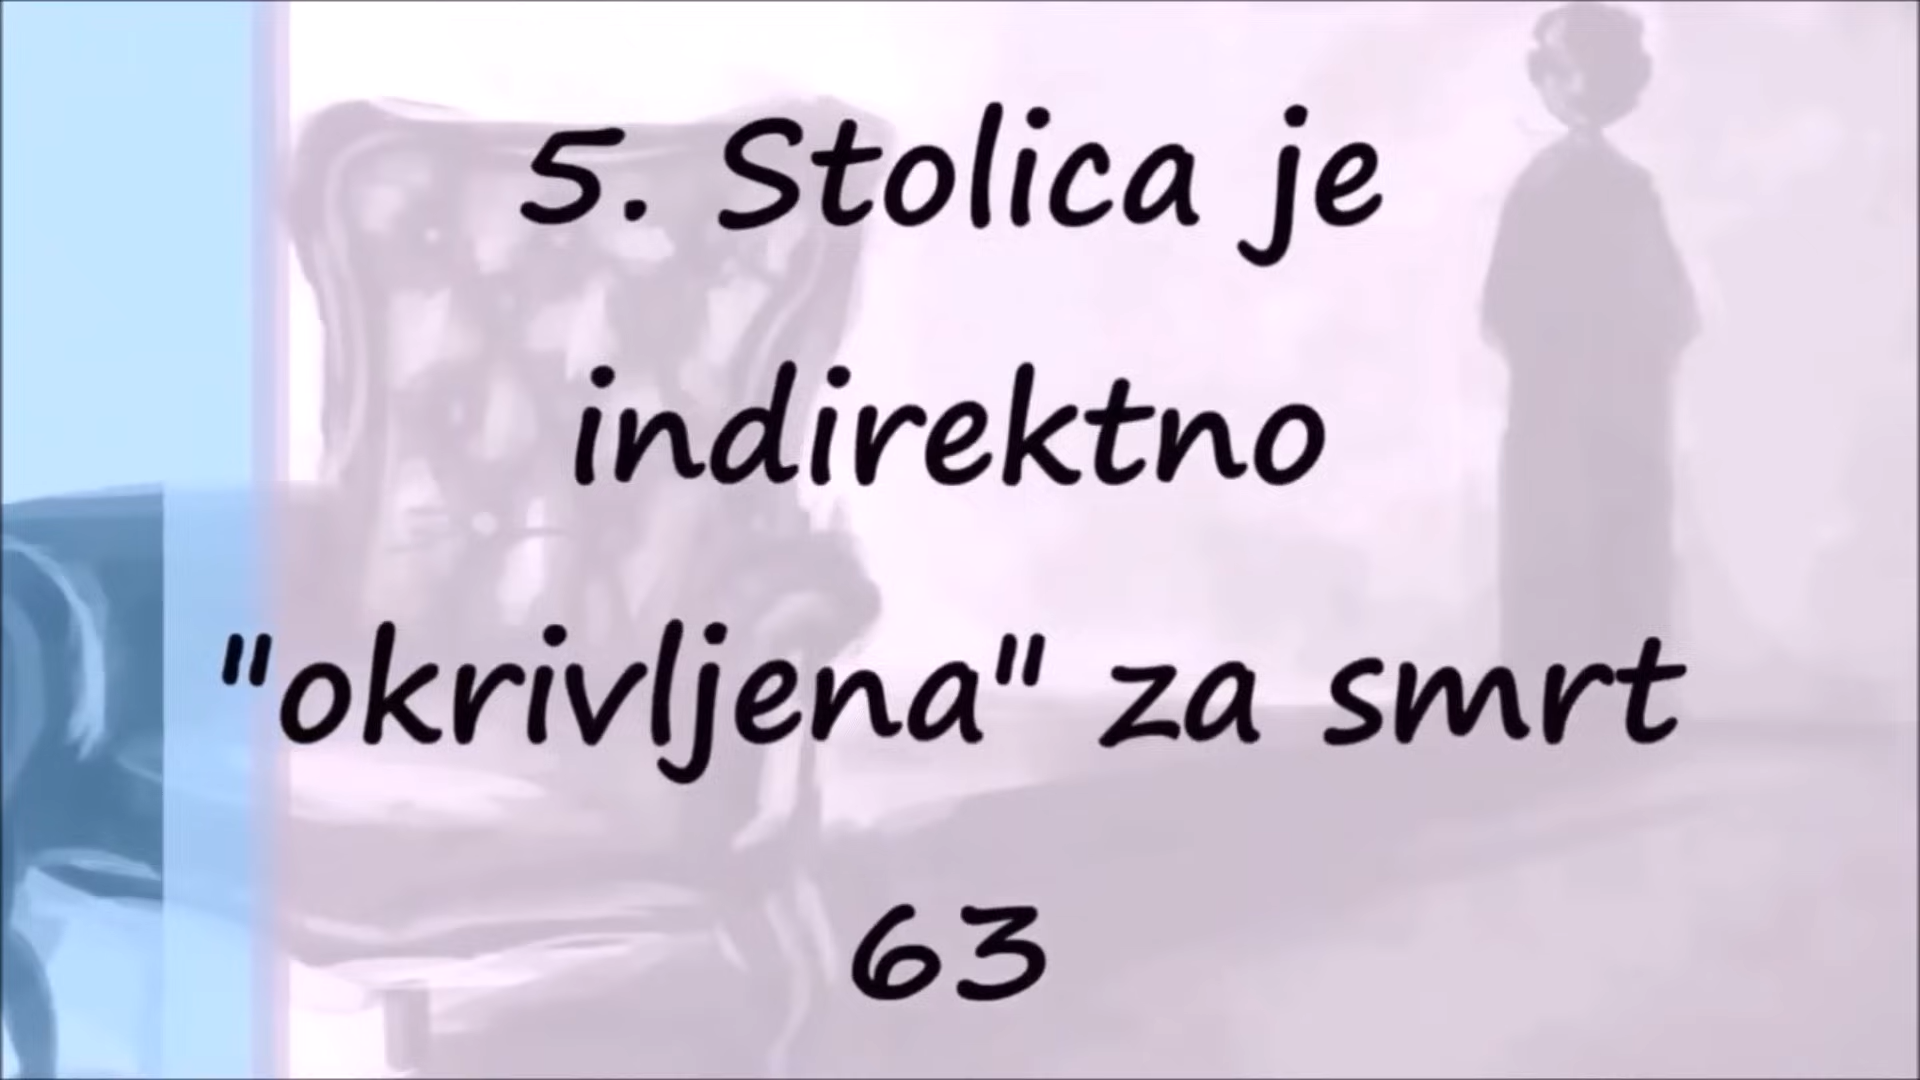 5. Stolica je
indirektno
"okrivljena" za smrt
63